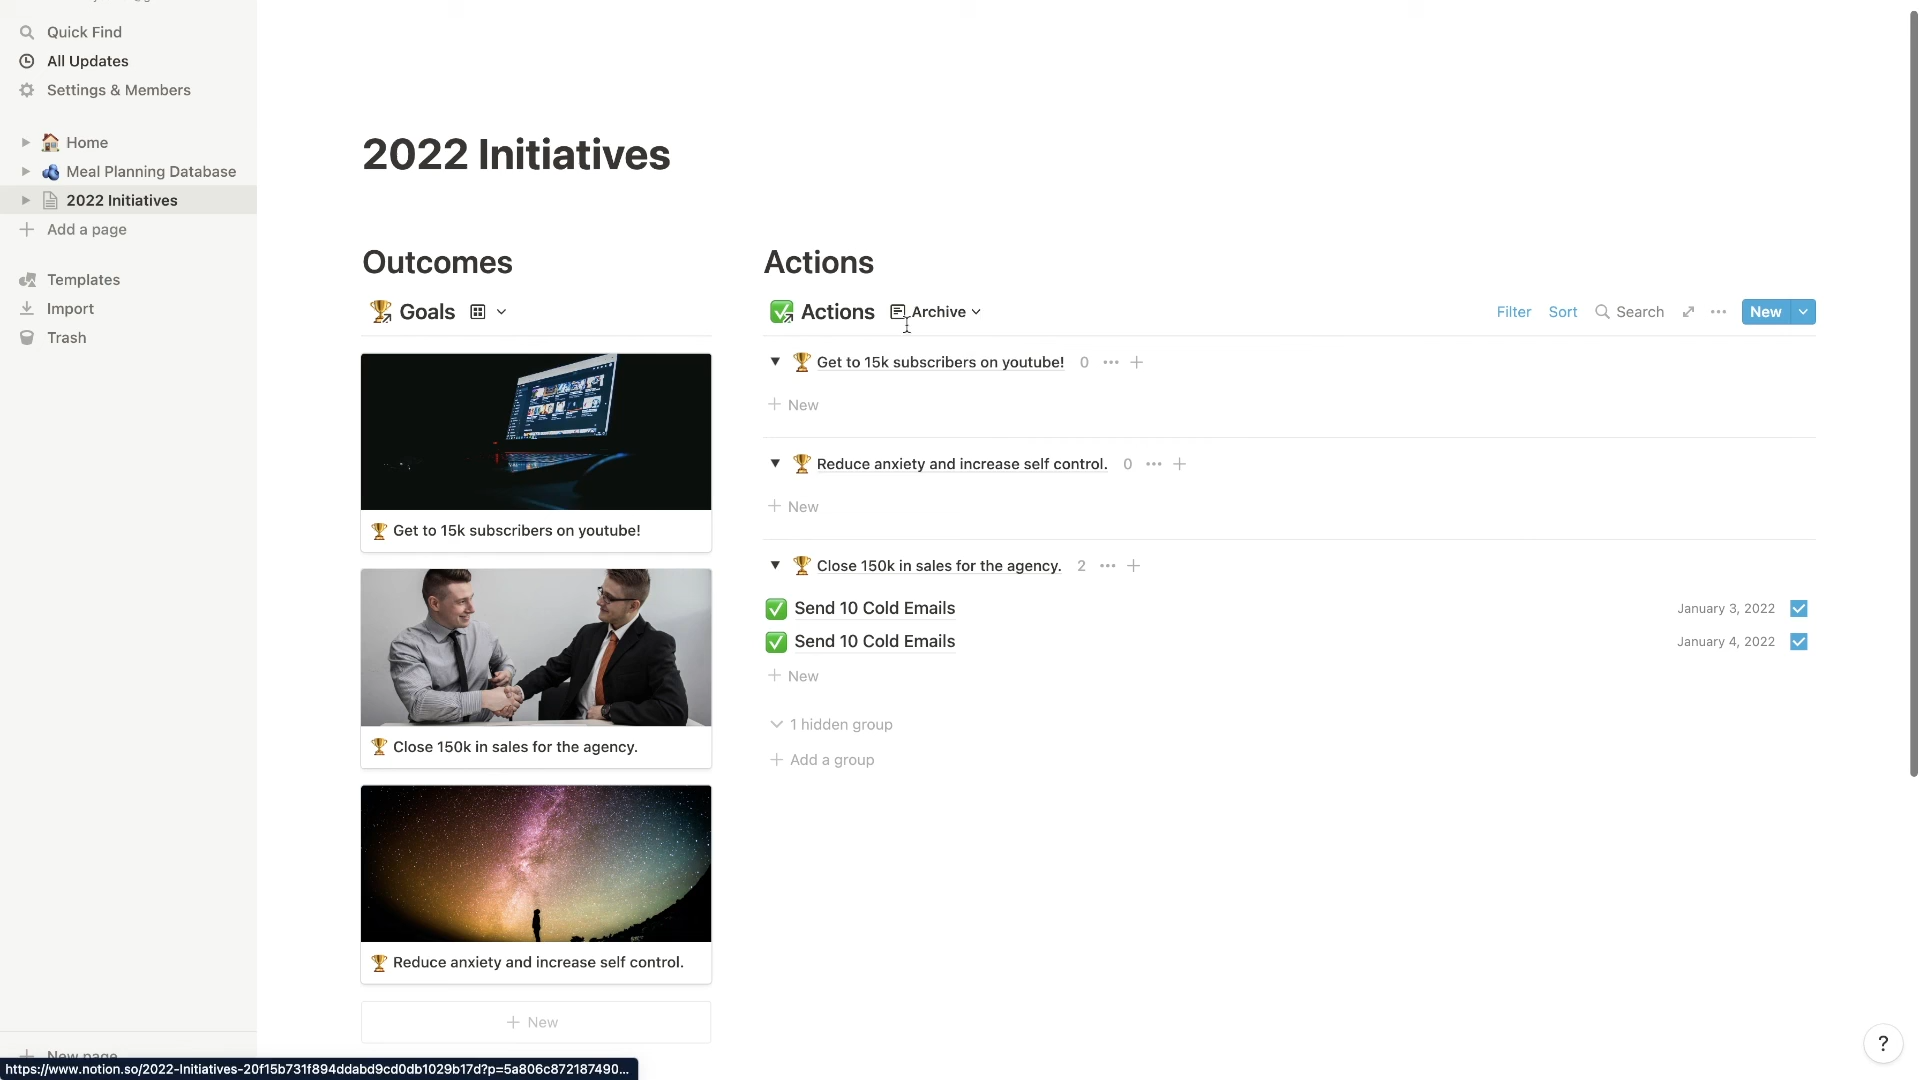 Quick Find
All Updates
Settings & Members
Home
Meal Planning Database
2022 Initiatives
Add a page
Templates
Import
Trash
New page
https://www.notion.so/2022-Initiatives-20f15b731f894ddabd9cd0db1029b17d?p=5a806c872187490...
2022 Initiatives
Outcomes
Goals
Get to 15k subscribers on youtube!
Close 150k in sales for the agency.
Reduce anxiety and increase self control.
New
Actions
Actions Archive
Filter Sort Search New
Get to 15k subscribers on youtube! 0
New
Reduce anxiety and increase self control. 0
New
Close 150k in sales for the agency. 2
Send 10 Cold Emails January 3, 2022
Send 10 Cold Emails January 4, 2022
New
1 hidden group
Add a group
?